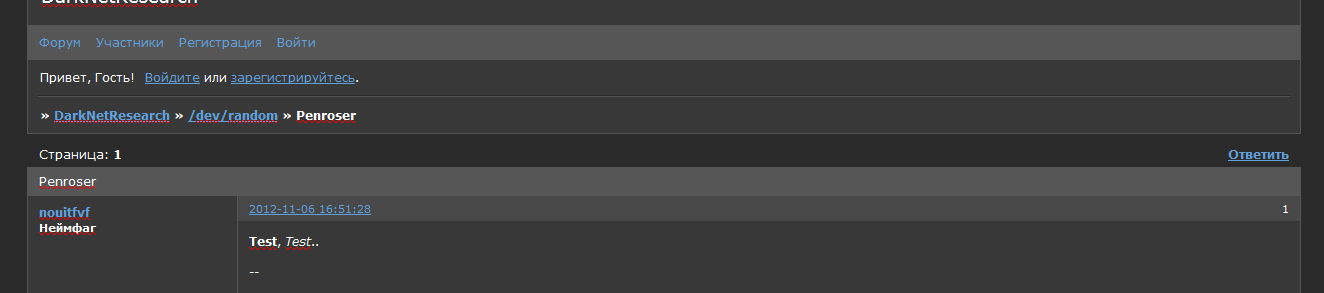 DarkNetResearch
Форум Участники Регистрация Войти
Привет, Гость! Войдите или зарегистрируйтесь.
» DarkNetResearch » /dev/random » Penroser
Страница: 1 Ответить
Penroser
nouitfvf 2012-11-06 16:51:28 1
Неймфаг
Test, Test..
--